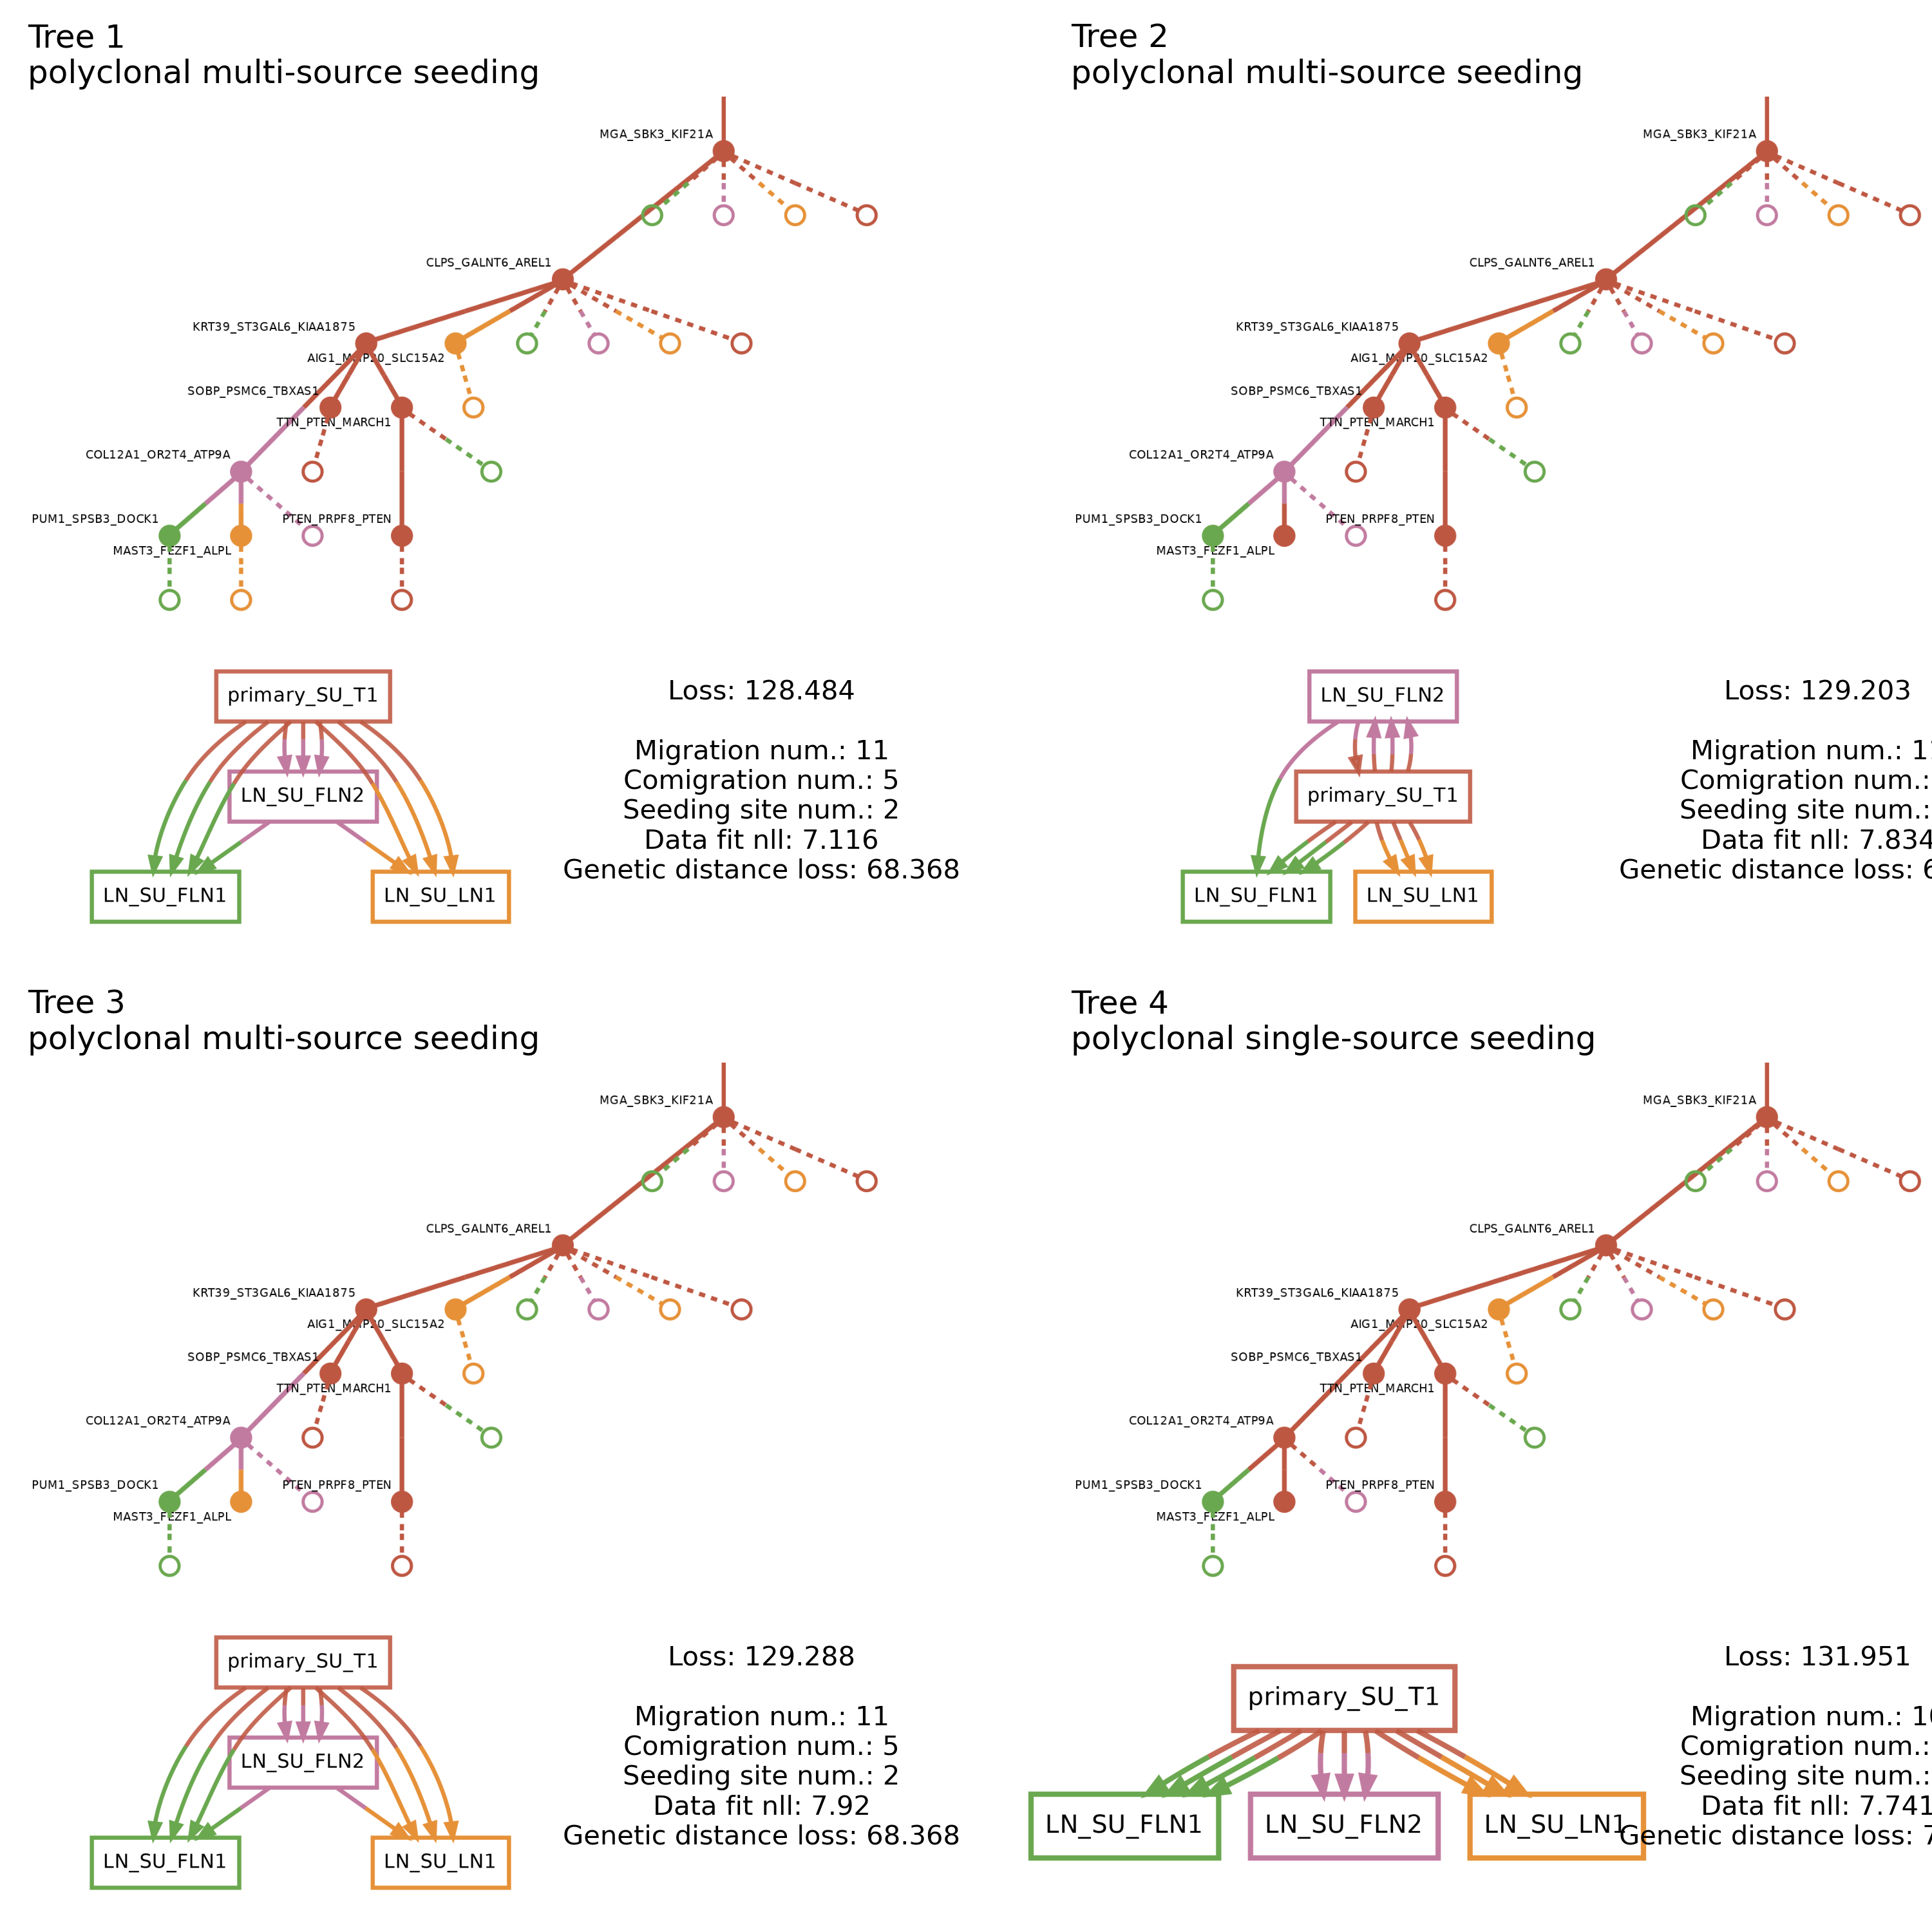 Tree 1
polyclonal multi-source seeding
MGA_SBK3_KIF21A
CLPS_GALNT6_AREL1
KRT39_ST3GAL6_KIAA1875
SOBP_PSMC6_TBXAS1
TTN_PTEN_MARCH1
COL12A1_OR2T4_ATP9A
PUM1_SPSB3_DOCK1
PTEN_PRPF8_PTEN
primary_SU_T1
LN_SU_FLN2
LN_SU_FLN1
LN_SU_LN1
Loss: 128.484
Migration num.: 11
Comigration num.: 5
Seeding site num.: 2
Data fit nll: 7.116
Genetic distance loss: 68.368
Tree 2
polyclonal multi-source seeding
MGA_SBK3_KIF21A
CLPS_GALNT6_AREL1
KRT39_ST3GAL6_KIAA1875
SOBP_PSMC6_TBXAS1
TTN_PTEN_MARCH1
COL12A1_OR2T4_ATP9A
PUM1_SPSB3_DOCK1
PTEN_PRPF8_PTEN
LN_SU_FLN2
primary_SU_T1
LN_SU_FLN1
LN_SU_LN1
Loss: 129.203
Migration num.:
Comigration num.:
Seeding site num.:
Data fit nll: 7.834
Genetic distance loss:
Tree 3
polyclonal multi-source seeding
MGA_SBK3_KIF21A
CLPS_GALNT6_AREL1
KRT39_ST3GAL6_KIAA1875
SOBP_PSMC6_TBXAS1
TTN_PTEN_MARCH1
COL12A1_OR2T4_ATP9A
PUM1_SPSB3_DOCK1
PTEN_PRPF8_PTEN
primary_SU_T1
LN_SU_FLN2
LN_SU_FLN1
LN_SU_LN1
Loss: 129.288
Migration num.: 11
Comigration num.: 5
Seeding site num.: 2
Data fit nll: 7.92
Genetic distance loss: 68.368
Tree 4
polyclonal single-source seeding
MGA_SBK3_KIF21A
CLPS_GALNT6_AREL1
KRT39_ST3GAL6_KIAA1875
SOBP_PSMC6_TBXAS1
TTN_PTEN_MARCH1
COL12A1_OR2T4_ATP9A
PUM1_SPSB3_DOCK1
PTEN_PRPF8_PTEN
primary_SU_T1
LN_SU_FLN1
LN_SU_FLN2
LN_SU_LN1
Loss: 131.951
Migration num.:
Comigration num.:
Seeding site num.:
Data fit nll: 7.741
Genetic distance loss: